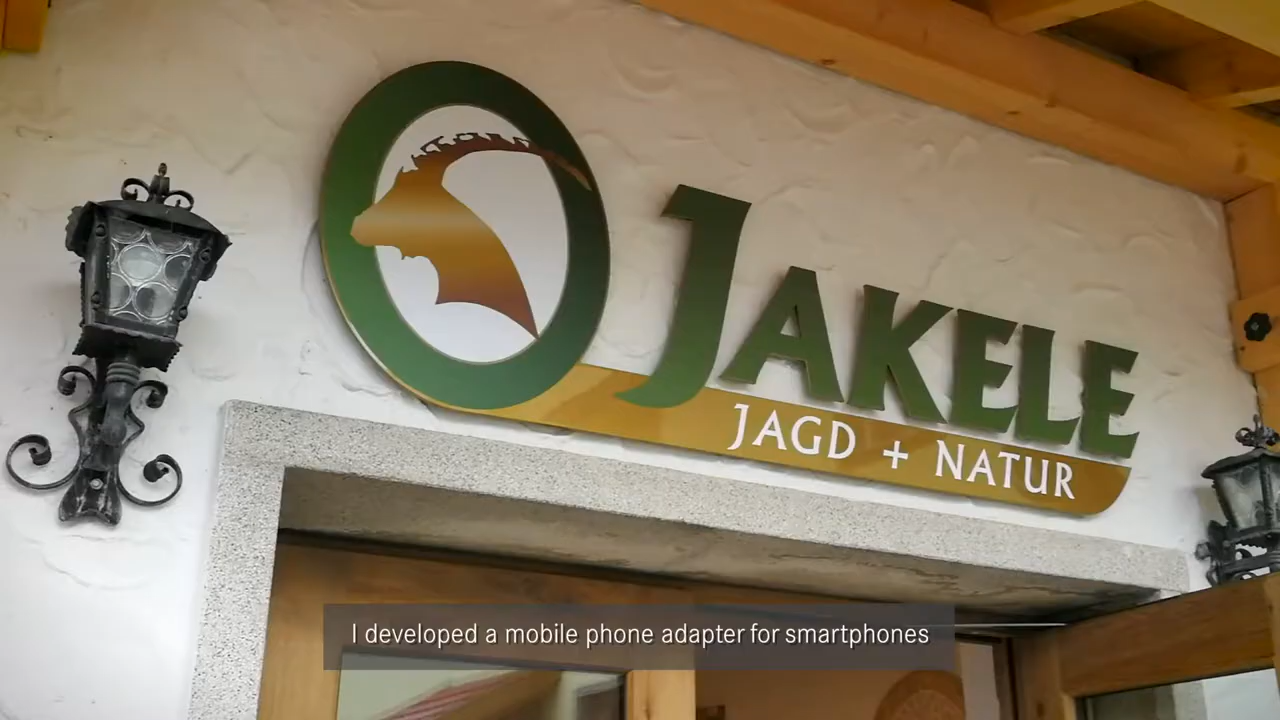 JAKELE
JAGD + NATUR
I developed a mobile phone adapter for smartphones